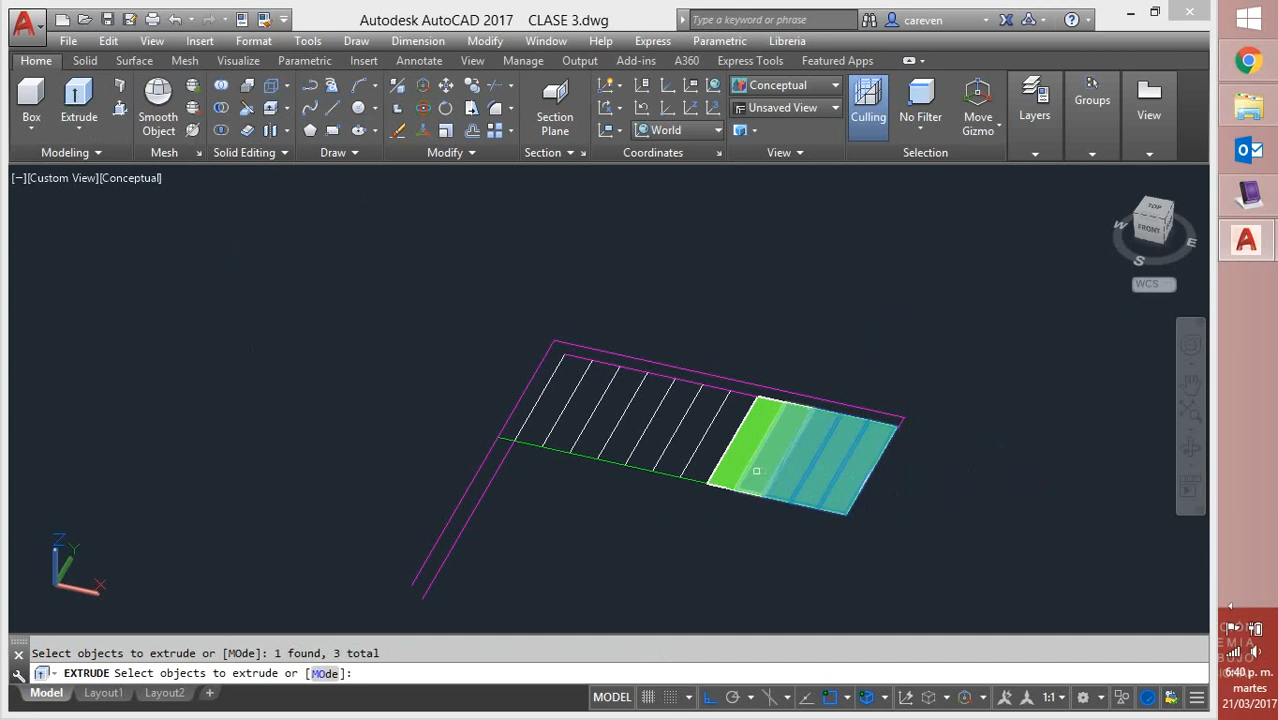 Autodesk AutoCAD 2017 CLASE 3.dwg
Type a keyword or phrase
careven
File Edit View Insert Format Tools Draw Dimension Modify Window Help Express Parametric Libreria
Home Solid Surface Mesh Visualize Parametric Insert Annotate View Manage Output Add-ins A360 Express Tools Featured Apps
Conceptual
Unsaved View
Box Extrude Smooth Object Section Plane World Culling No Filter Move Gizmo Layers Groups View
Modeling Mesh Solid Editing Draw Modify Section Coordinates View Selection
[−][Custom View][Conceptual]
TOP
FRONT
W
E
S
WCS
Z
Y
X
Select objects to extrude or [MOde]: 1 found, 3 total
EXTRUDE Select objects to extrude or [MOde]:
Model Layout1 Layout2 +
MODEL 1:1
6:40 p. m.
martes
21/03/2017